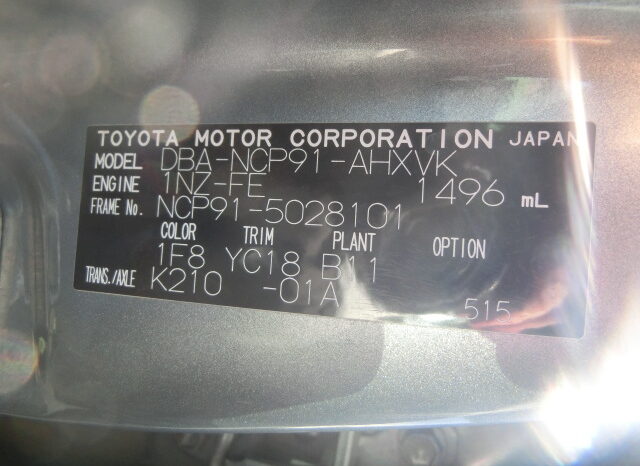 TOYOTA MOTOR CORPORATION JAPAN
MODEL DBA-NCP91-AHXVK
ENGINE 1NZ-FE 1496 mL
FRAME No. NCP91-5028101
COLOR TRIM PLANT OPTION
1F8 YC18 B11
TRANS./AXLE K210 -01A
515